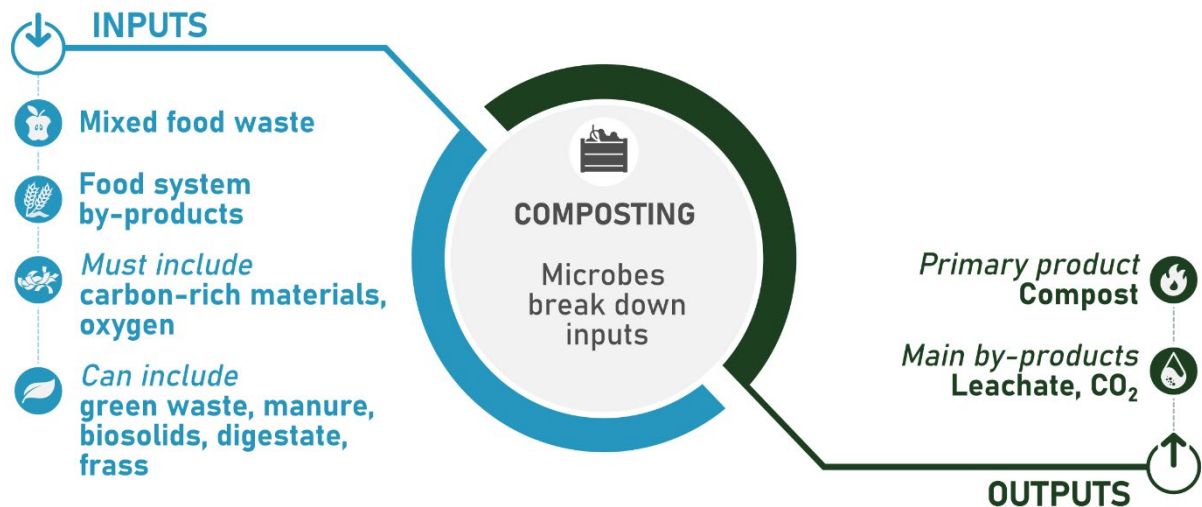 INPUTS
Mixed food waste
Food system
by-products
Must include
carbon-rich materials,
oxygen
Can include
green waste, manure,
biosolids, digestate,
frass
COMPOSTING
Microbes
break down
inputs
Primary product
Compost
Main by-products
Leachate, CO₂
OUTPUTS